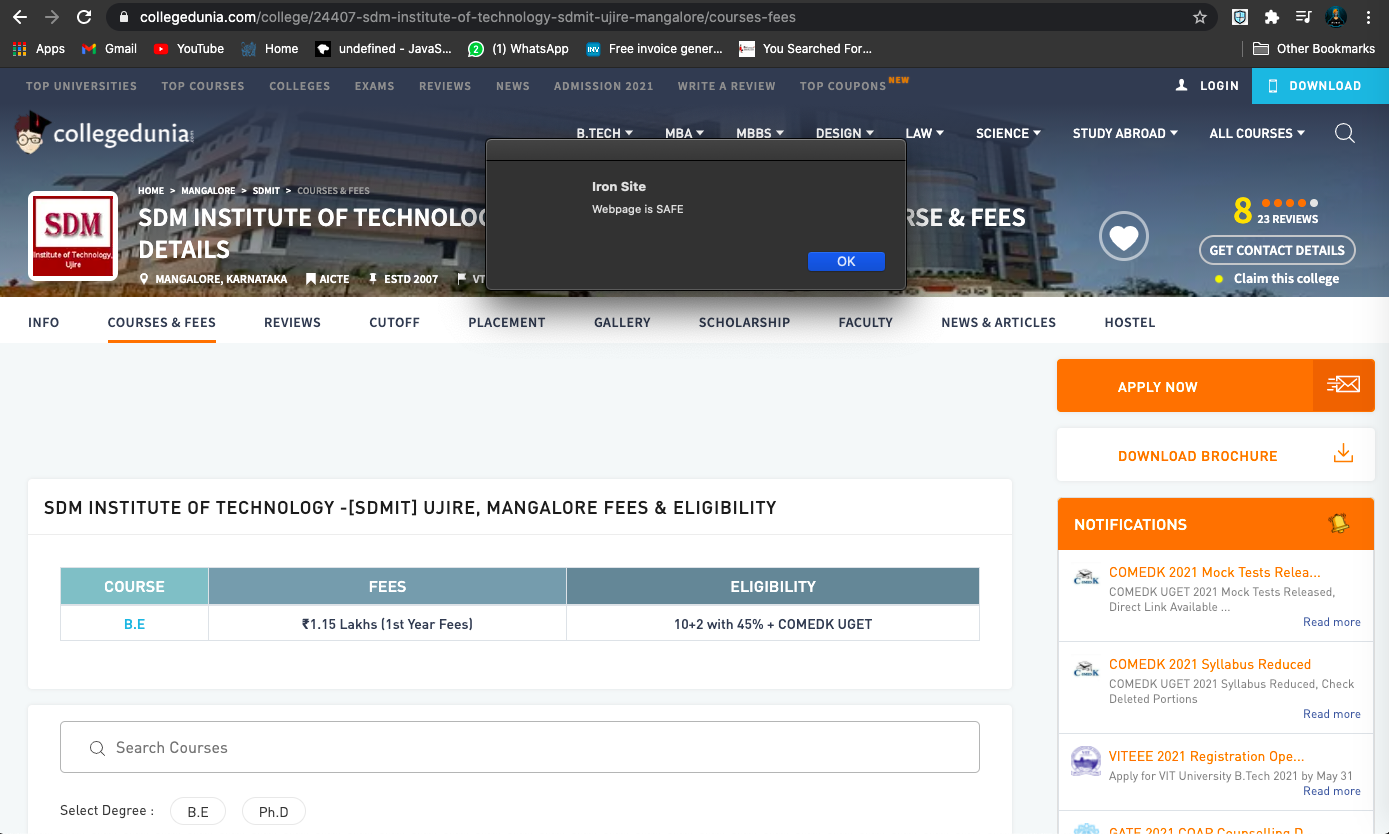 collegedunia.com/college/24407-sdm-institute-of-technology-sdmit-ujire-mangalore/courses-fees
Apps Gmail YouTube Home undefined - JavaS... 2 (1) WhatsApp INV Free invoice gener... You Searched For... Other Bookmarks
TOP UNIVERSITIES TOP COURSES COLLEGES EXAMS REVIEWS NEWS ADMISSION 2021 WRITE A REVIEW TOP COUPONS NEW LOGIN DOWNLOAD
collegedunia B.TECH MBA MBBS DESIGN LAW SCIENCE STUDY ABROAD ALL COURSES
Iron Site
Webpage is SAFE
OK
HOME > MANGALORE > SDMIT > COURSES & FEES
SDM
Institute of Technology,
Ujire
SDM INSTITUTE OF TECHNOLOG RSE & FEES
DETAILS
MANGALORE, KARNATAKA AICTE ESTD 2007 VT
8 23 REVIEWS
GET CONTACT DETAILS
Claim this college
INFO COURSES & FEES REVIEWS CUTOFF PLACEMENT GALLERY SCHOLARSHIP FACULTY NEWS & ARTICLES HOSTEL
APPLY NOW
DOWNLOAD BROCHURE
SDM INSTITUTE OF TECHNOLOGY -[SDMIT] UJIRE, MANGALORE FEES & ELIGIBILITY
COURSE FEES ELIGIBILITY
B.E ₹1.15 Lakhs (1st Year Fees) 10+2 with 45% + COMEDK UGET
Search Courses
Select Degree : B.E Ph.D
NOTIFICATIONS
COMEDK
COMEDK 2021 Mock Tests Relea...
COMEDK UGET 2021 Mock Tests Released,
Direct Link Available ...
Read more
COMEDK
COMEDK 2021 Syllabus Reduced
COMEDK UGET 2021 Syllabus Reduced, Check
Deleted Portions
Read more
VITEEE 2021 Registration Ope...
Apply for VIT University B.Tech 2021 by May 31
Read more
GATE 2021 COAP Counselling D...